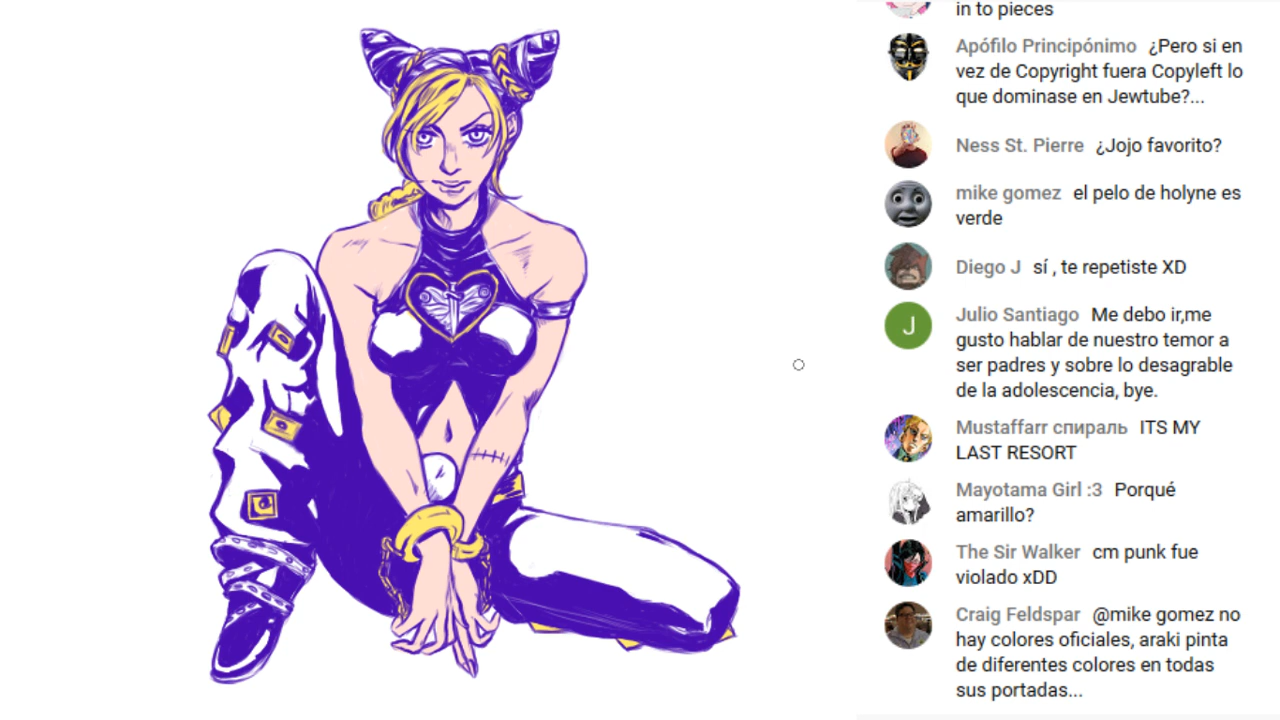 in to pieces
Apófilo Principónimo ¿Pero si en
vez de Copyright fuera Copyleft lo
que dominase en Jewtube?...
Ness St. Pierre ¿Jojo favorito?
mike gomez el pelo de holyne es
verde
Diego J sí , te repetiste XD
J
Julio Santiago Me debo ir,me
gusto hablar de nuestro temor a
ser padres y sobre lo desagrable
de la adolescencia, bye.
Mustaffarr спираль ITS MY
LAST RESORT
Mayotama Girl :3 Porqué
amarillo?
The Sir Walker cm punk fue
violado xDD
Craig Feldspar @mike gomez no
hay colores oficiales, araki pinta
de diferentes colores en todas
sus portadas...